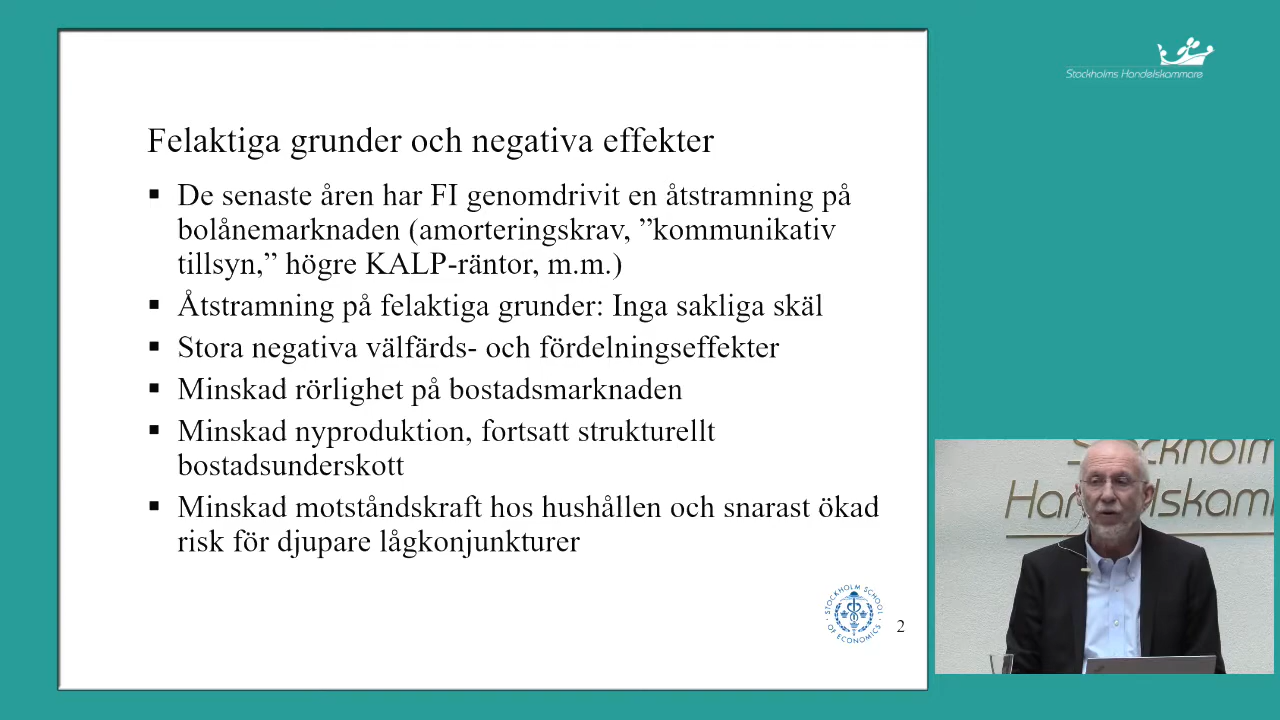 Stockholms Handelskammare
Felaktiga grunder och negativa effekter
▪ De senaste åren har FI genomdrivit en åtstramning på
bolånemarknaden (amorteringskrav, ”kommunikativ
tillsyn,” högre KALP-räntor, m.m.)
▪ Åtstramning på felaktiga grunder: Inga sakliga skäl
▪ Stora negativa välfärds- och fördelningseffekter
▪ Minskad rörlighet på bostadsmarknaden
▪ Minskad nyproduktion, fortsatt strukturellt
bostadsunderskott
▪ Minskad motståndskraft hos hushållen och snarast ökad
risk för djupare lågkonjunkturer
STOCKHOLM SCHOOL
OF ECONOMICS
2
Stockholm
Handelskamm